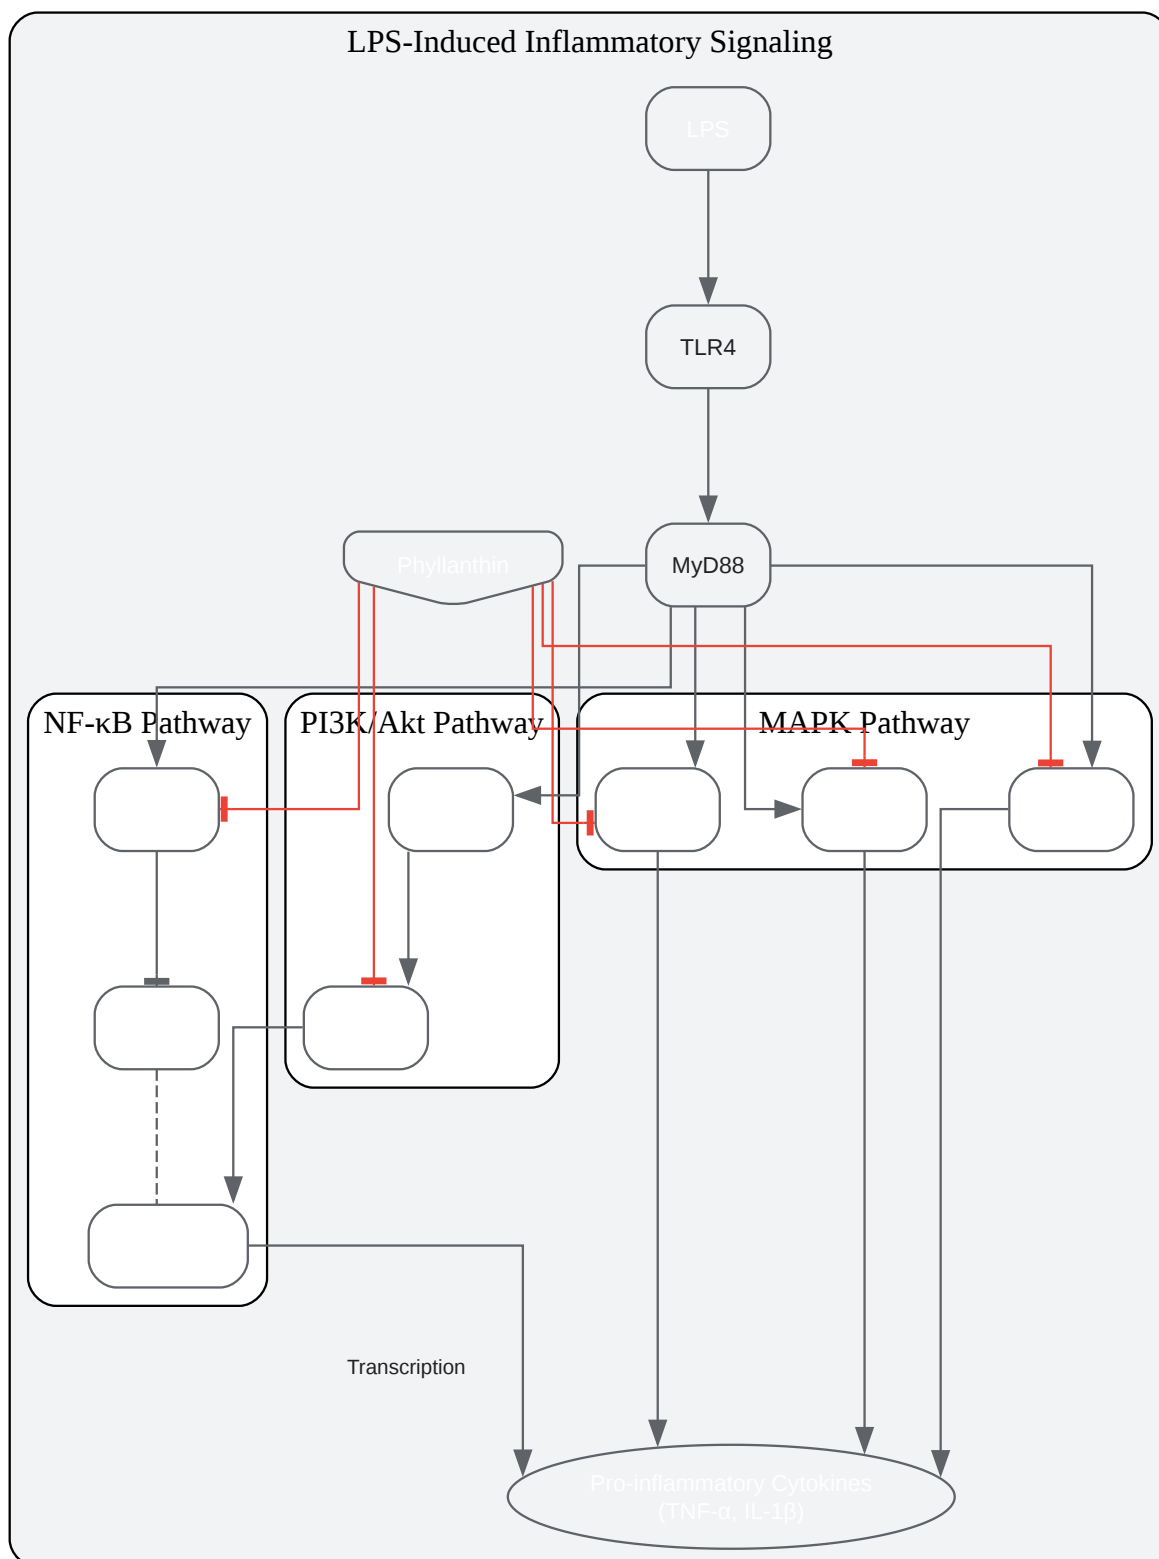 LPS-Induced Inflammatory Signaling
LPS
TLR4
Phyllanthin
MyD88
NF-κB Pathway
PI3K/Akt Pathway
MAPK Pathway
Transcription
Pro-inflammatory Cytokines
(TNF-α, IL-1β)